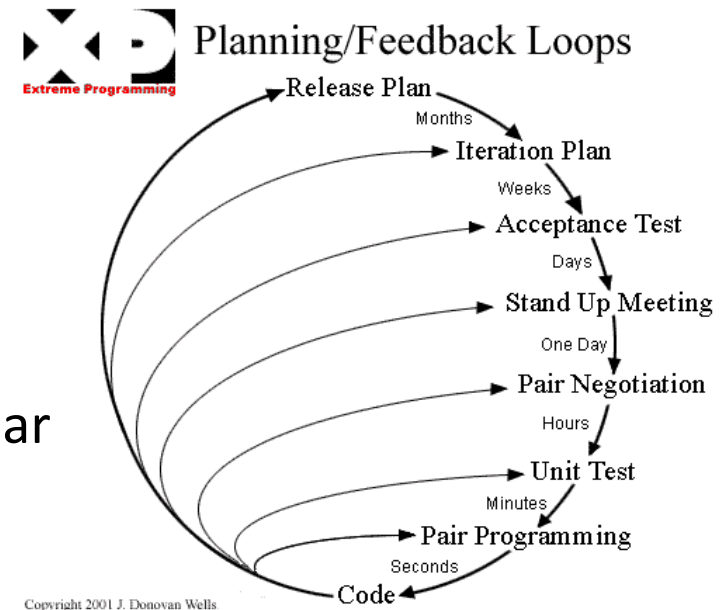 XP Planning/Feedback Loops
Extreme Programming
Release Plan
Months
Iteration Plan
Weeks
Acceptance Test
Days
Stand Up Meeting
One Day
Pair Negotiation
ar
Hours
Unit Test
Minutes
Pair Programming
Seconds
Code
Copyright 2001 J. Donovan Wells